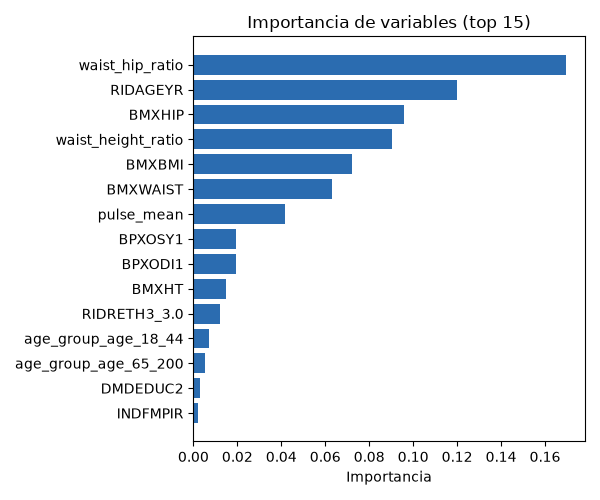 Importancia de variables (top 15)
waist_hip_ratio
RIDAGEYR
BMXHIP
waist_height_ratio
BMXBMI
BMXWAIST
pulse_mean
BPXOSY1
BPXODI1
BMXHT
RIDRETH3_3.0
age_group_age_18_44
age_group_age_65_200
DMDEDUC2
INDFMPIR
0.00 0.02 0.04 0.06 0.08 0.10 0.12 0.14 0.16
Importancia